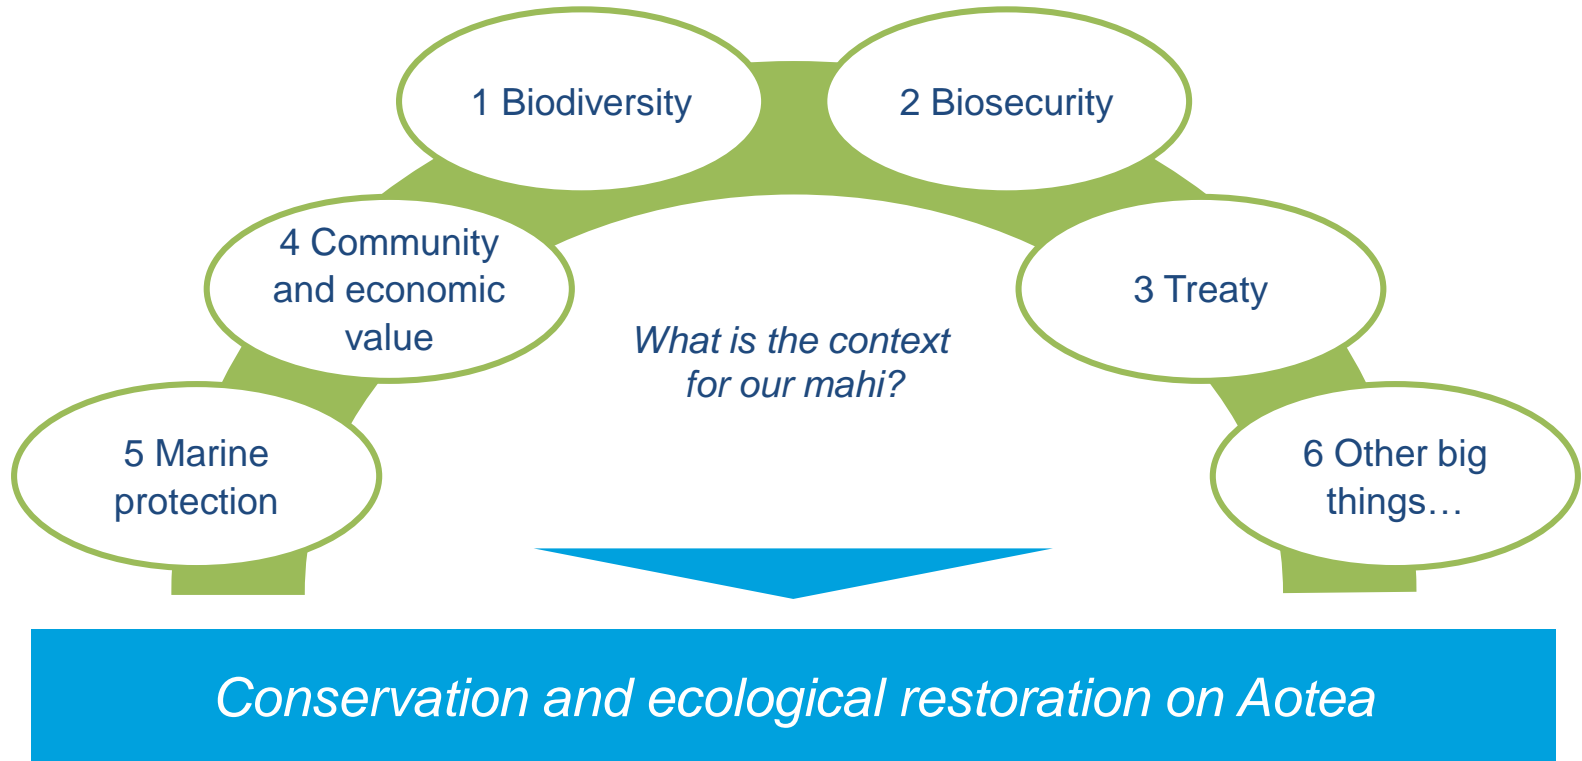 1 Biodiversity
2 Biosecurity
4 Community
and economic
value
3 Treaty
What is the context
for our mahi?
5 Marine
protection
6 Other big
things…
Conservation and ecological restoration on Aotea